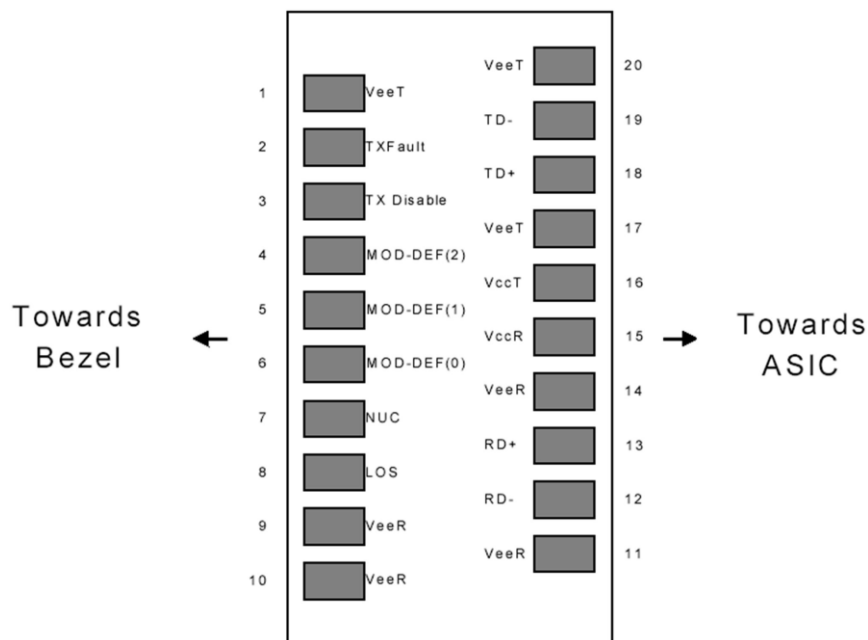 VeeT 20
1 VeeT
TD- 19
2 TXFault
TD+ 18
3 TX Disable
VeeT 17
4 MOD-DEF(2)
VccT 16
5 MOD-DEF(1)
Towards
Bezel
VccR 15
Towards
ASIC
6 MOD-DEF(0)
VeeR 14
7 NUC
RD+ 13
8 LOS
RD- 12
9 VeeR
VeeR 11
10 VeeR